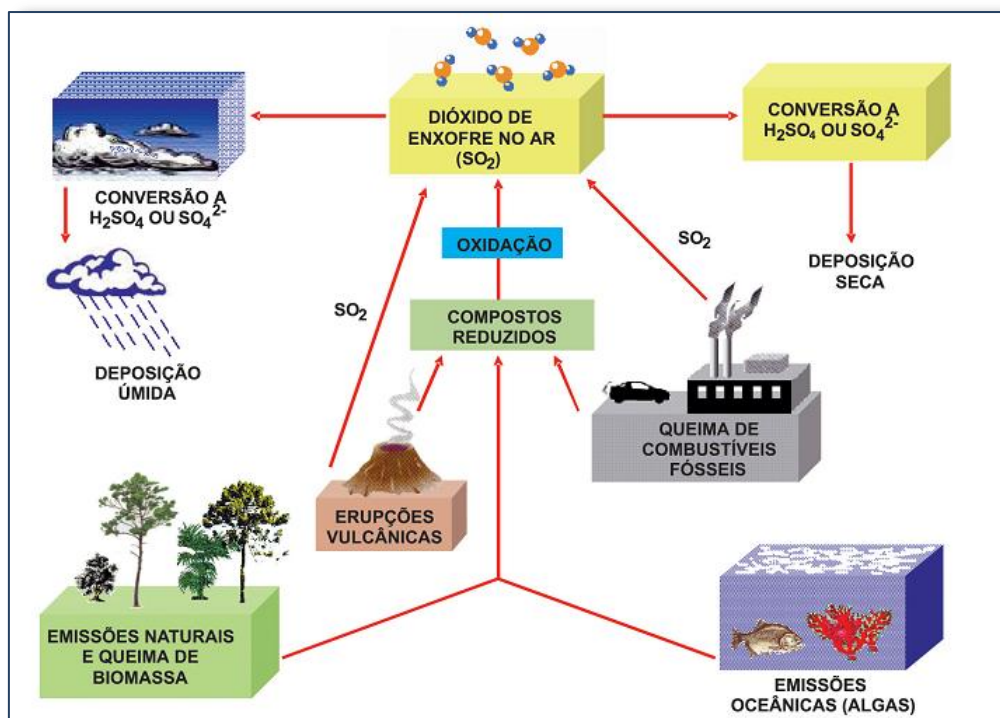 DIÓXIDO DE
ENXOFRE NO AR
(SO₂)
CONVERSÃO A
H₂SO₄ OU SO₄²⁻
CONVERSÃO A
H₂SO₄ OU SO₄²⁻
OXIDAÇÃO
SO₂
SO₂
DEPOSIÇÃO
SECA
COMPOSTOS
REDUZIDOS
DEPOSIÇÃO
ÚMIDA
QUEIMA DE
COMBUSTÍVEIS
FÓSSEIS
ERUPÇÕES
VULCÂNICAS
EMISSÕES NATURAIS
E QUEIMA DE
BIOMASSA
EMISSÕES
OCEÂNICAS (ALGAS)